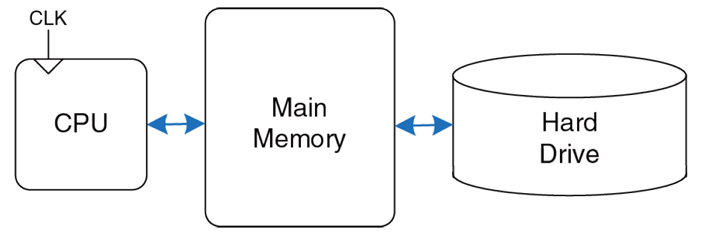 CLK
CPU
Main
Memory
Hard
Drive